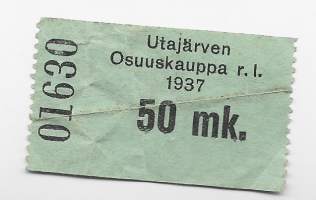 01630
Utajärven
Osuuskauppa r. l.
1937
50 mk.